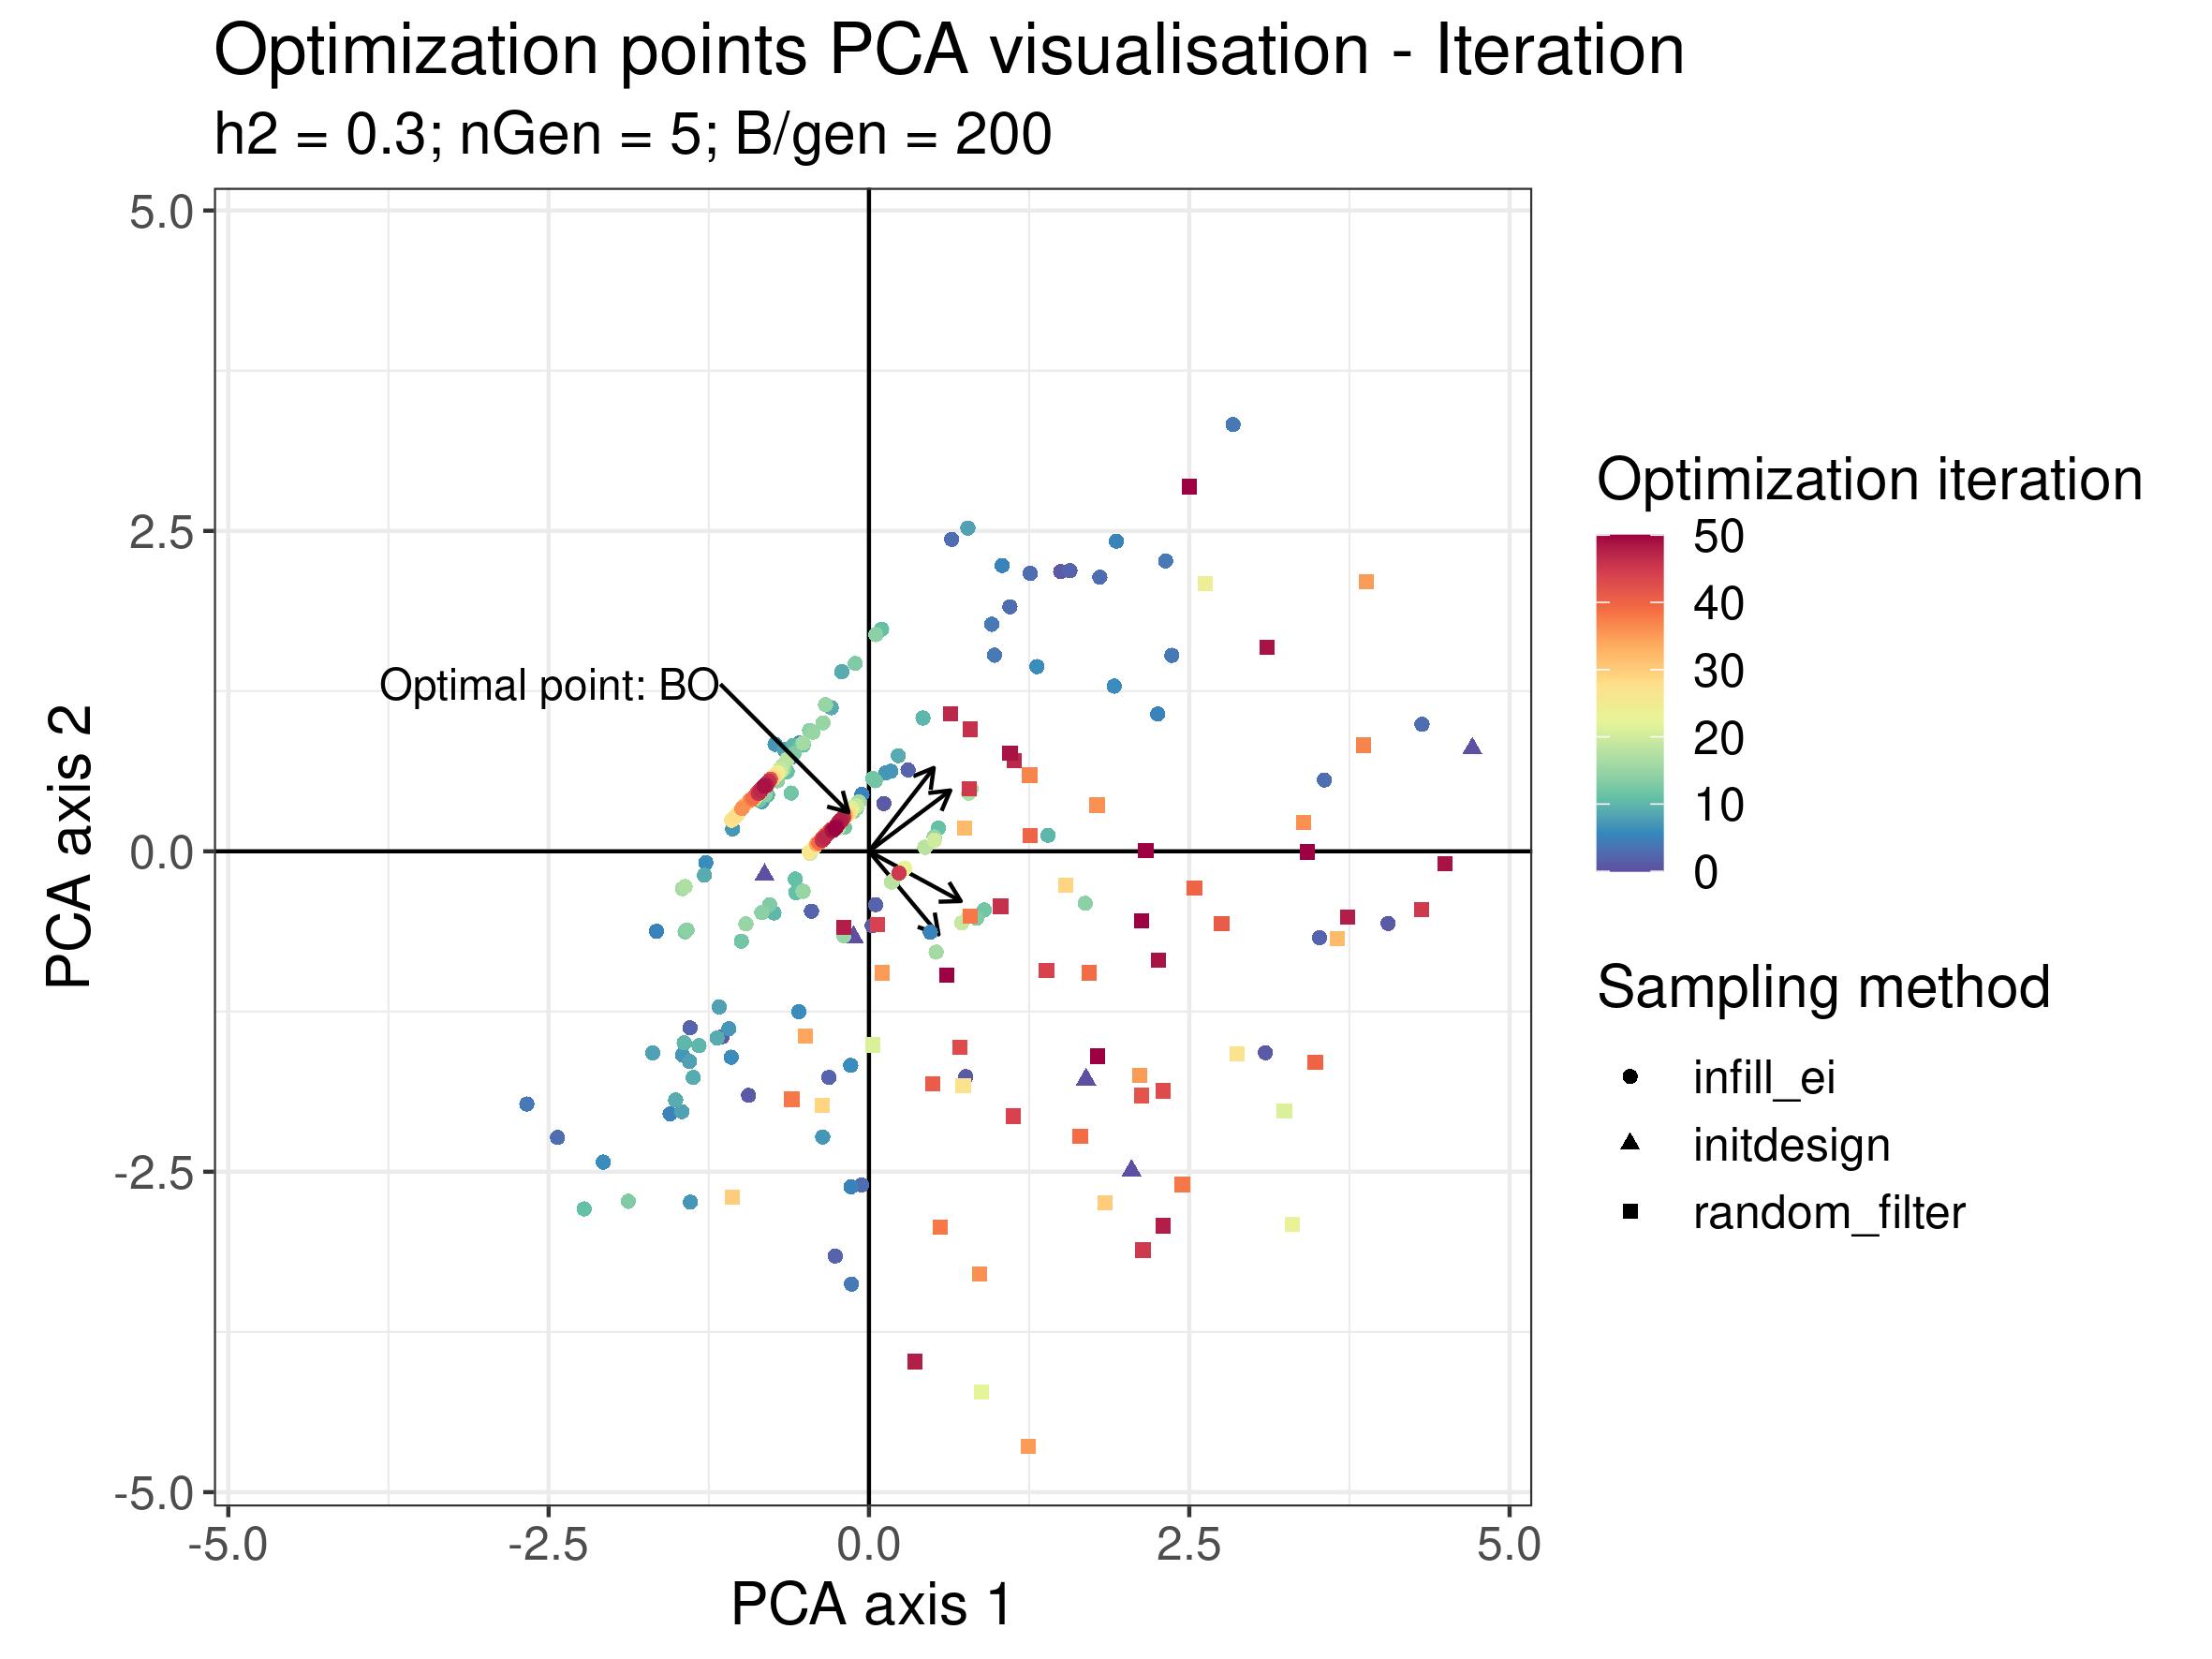 Optimization points PCA visualisation - Iteration
h2 = 0.3; nGen = 5; B/gen = 200
5.0
2.5
0.0
-2.5
-5.0
PCA axis 2
Optimal point: BO
-5.0
-2.5
0.0
2.5
5.0
PCA axis 1
Optimization iteration
50
40
30
20
10
0
Sampling method
infill_ei
initdesign
random_filter